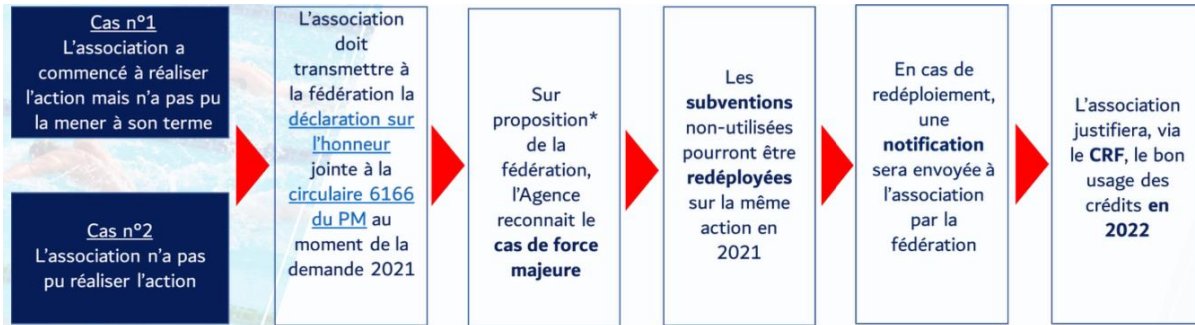 Cas n°1
L'association a
commencé à réaliser
l'action mais n'a pas pu
la mener à son terme
Cas n°2
L'association n'a pas
pu réaliser l'action
L'association
doit
transmettre à
la fédération la
déclaration sur
l'honneur
jointe à la
circulaire 6166
du PM au
moment de la
demande 2021
Sur
proposition*
de la
fédération,
l'Agence
reconnait le
cas de force
majeure
Les
subventions
non-utilisées
pourront être
redéployées
sur la même
action en
2021
En cas de
redéploiement,
une
notification
sera envoyée à
l'association
par la
fédération
L'association
justifiera, via
le CRF, le bon
usage des
crédits en
2022